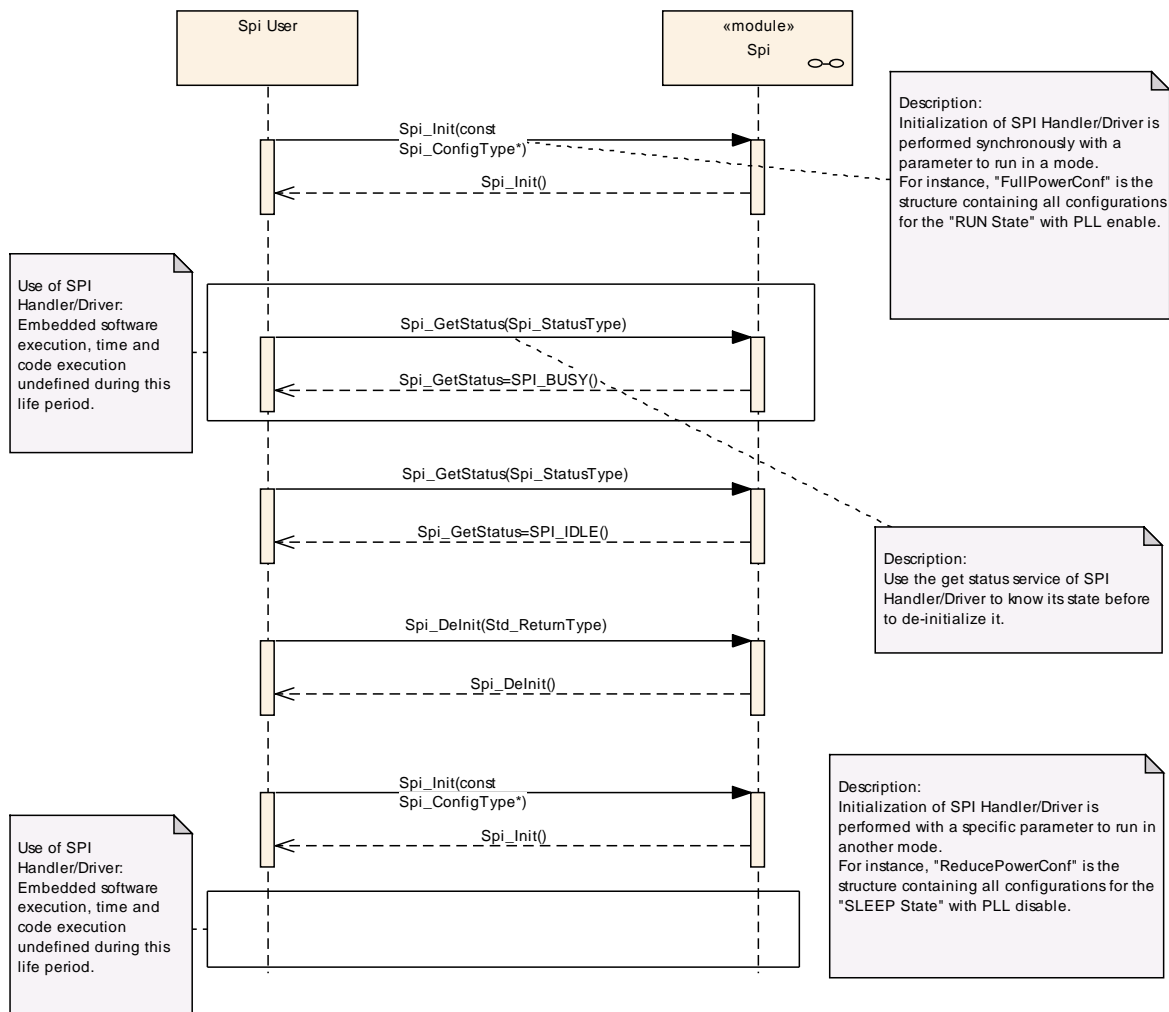 Spi User
«module»
Spi
Spi_Init(const
Spi_ConfigType*)
Spi_Init()
Description:
Initialization of SPI Handler/Driver is
performed synchronously with a
parameter to run in a mode.
For instance, "FullPowerConf" is the
structure containing all configurations
for the "RUN State" with PLL enable.
Use of SPI
Handler/Driver:
Embedded software
execution, time and
code execution
undefined during this
life period.
Spi_GetStatus(Spi_StatusType)
Spi_GetStatus=SPI_BUSY()
Spi_GetStatus(Spi_StatusType)
Spi_GetStatus=SPI_IDLE()
Description:
Use the get status service of SPI
Handler/Driver to know its state before
to de-initialize it.
Spi_DeInit(Std_ReturnType)
Spi_DeInit()
Spi_Init(const
Spi_ConfigType*)
Spi_Init()
Description:
Initialization of SPI Handler/Driver is
performed with a specific parameter to run in
another mode.
For instance, "ReducePowerConf" is the
structure containing all configurations for the
"SLEEP State" with PLL disable.
Use of SPI
Handler/Driver:
Embedded software
execution, time and
code execution
undefined during this
life period.